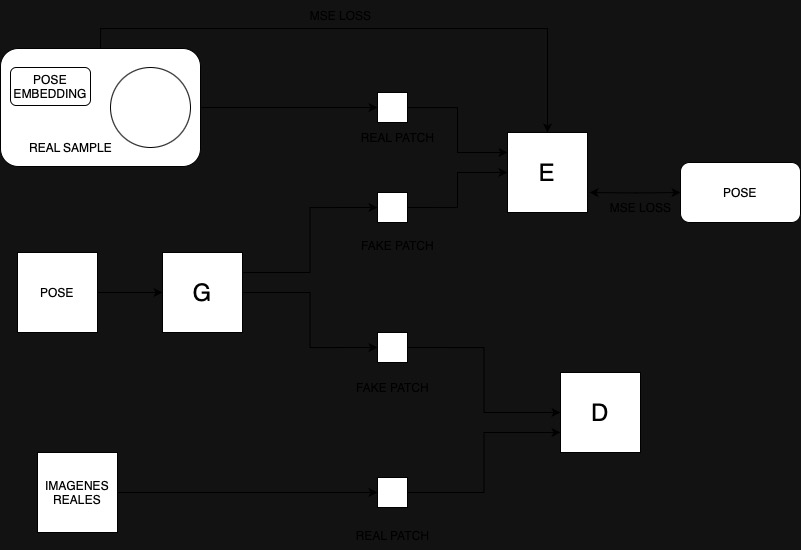 MSE LOSS
POSE
EMBEDDING
REAL SAMPLE
REAL PATCH
E
POSE
MSE LOSS
FAKE PATCH
POSE
G
FAKE PATCH
D
IMAGENES
REALES
REAL PATCH